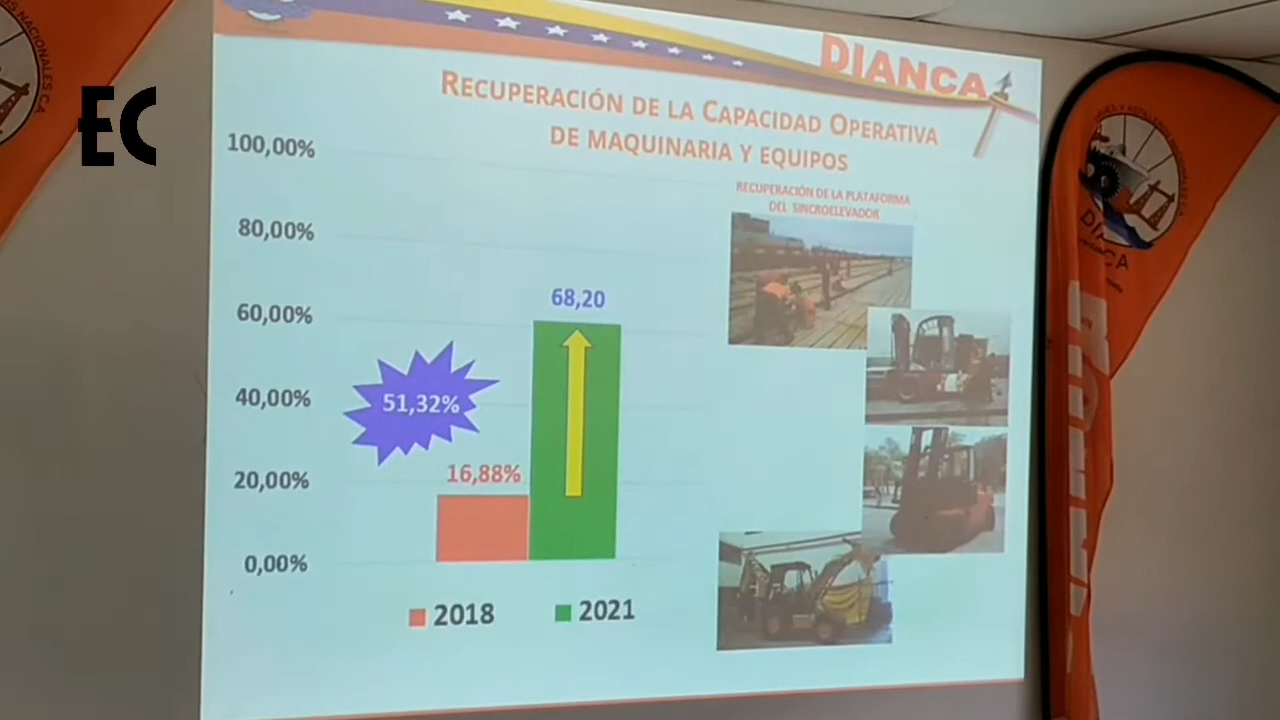 EC
DIANCA
RECUPERACIÓN DE LA CAPACIDAD OPERATIVA
DE MAQUINARIA Y EQUIPOS
RECUPERACIÓN DE LA PLATAFORMA
DEL SINCROELEVADOR
100,00%
80,00%
60,00%
40,00%
20,00%
0,00%
68,20
51,32%
16,88%
2018
2021
NACIONALES C.A.